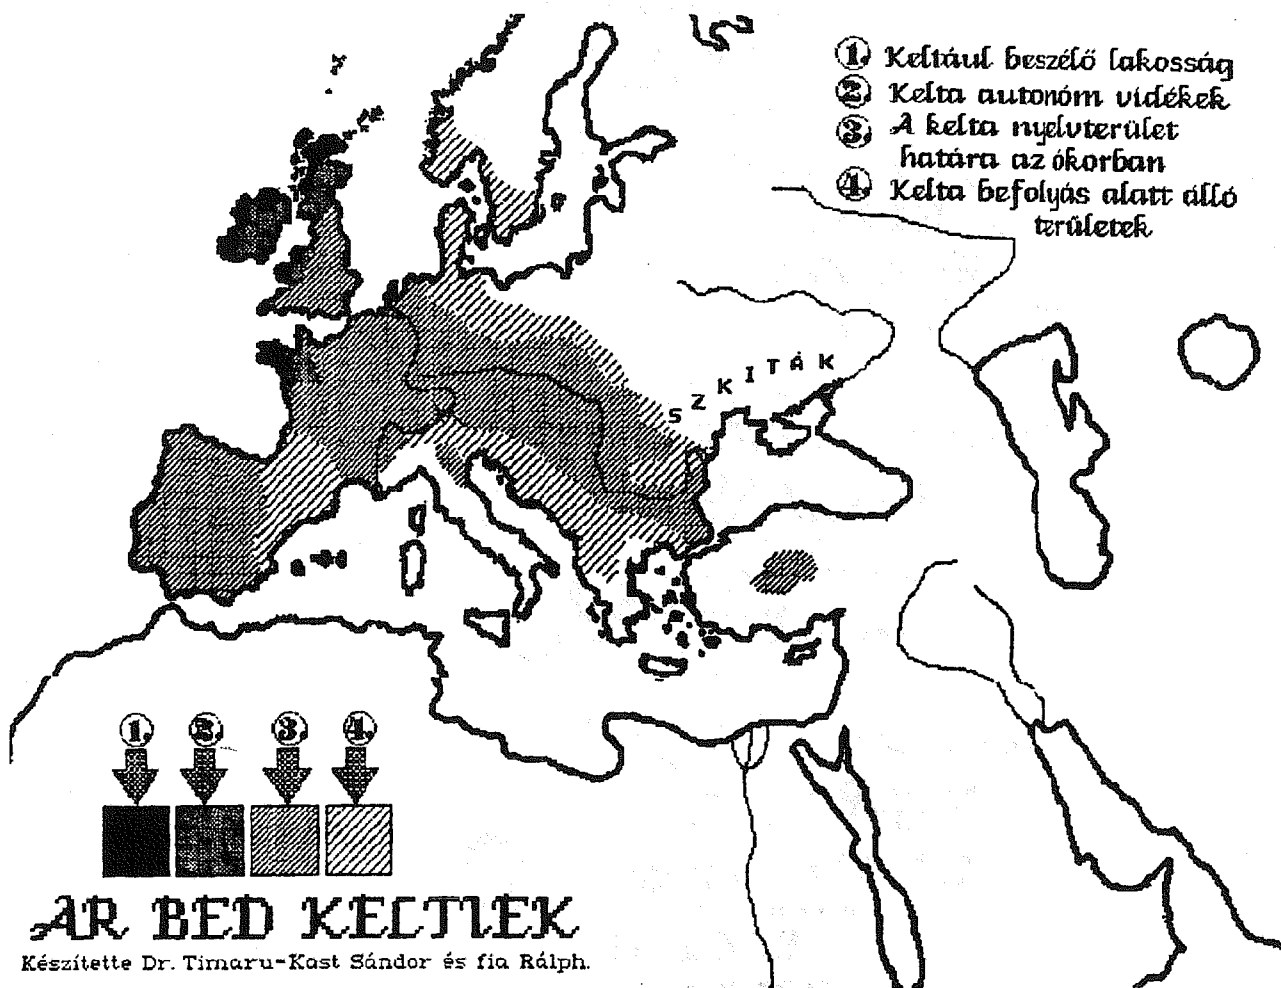 1. Keltául beszélő lakosság
2. Kelta autonóm vidékek
3. A kelta nyelvterület
határa az ókorban
4. Kelta befolyás alatt álló
területek
SZKITÁK
1. 2. 3. 4.
AR BED KELTIEK
Készítette Dr. Timaru-Kast Sándor és fia Rálph.